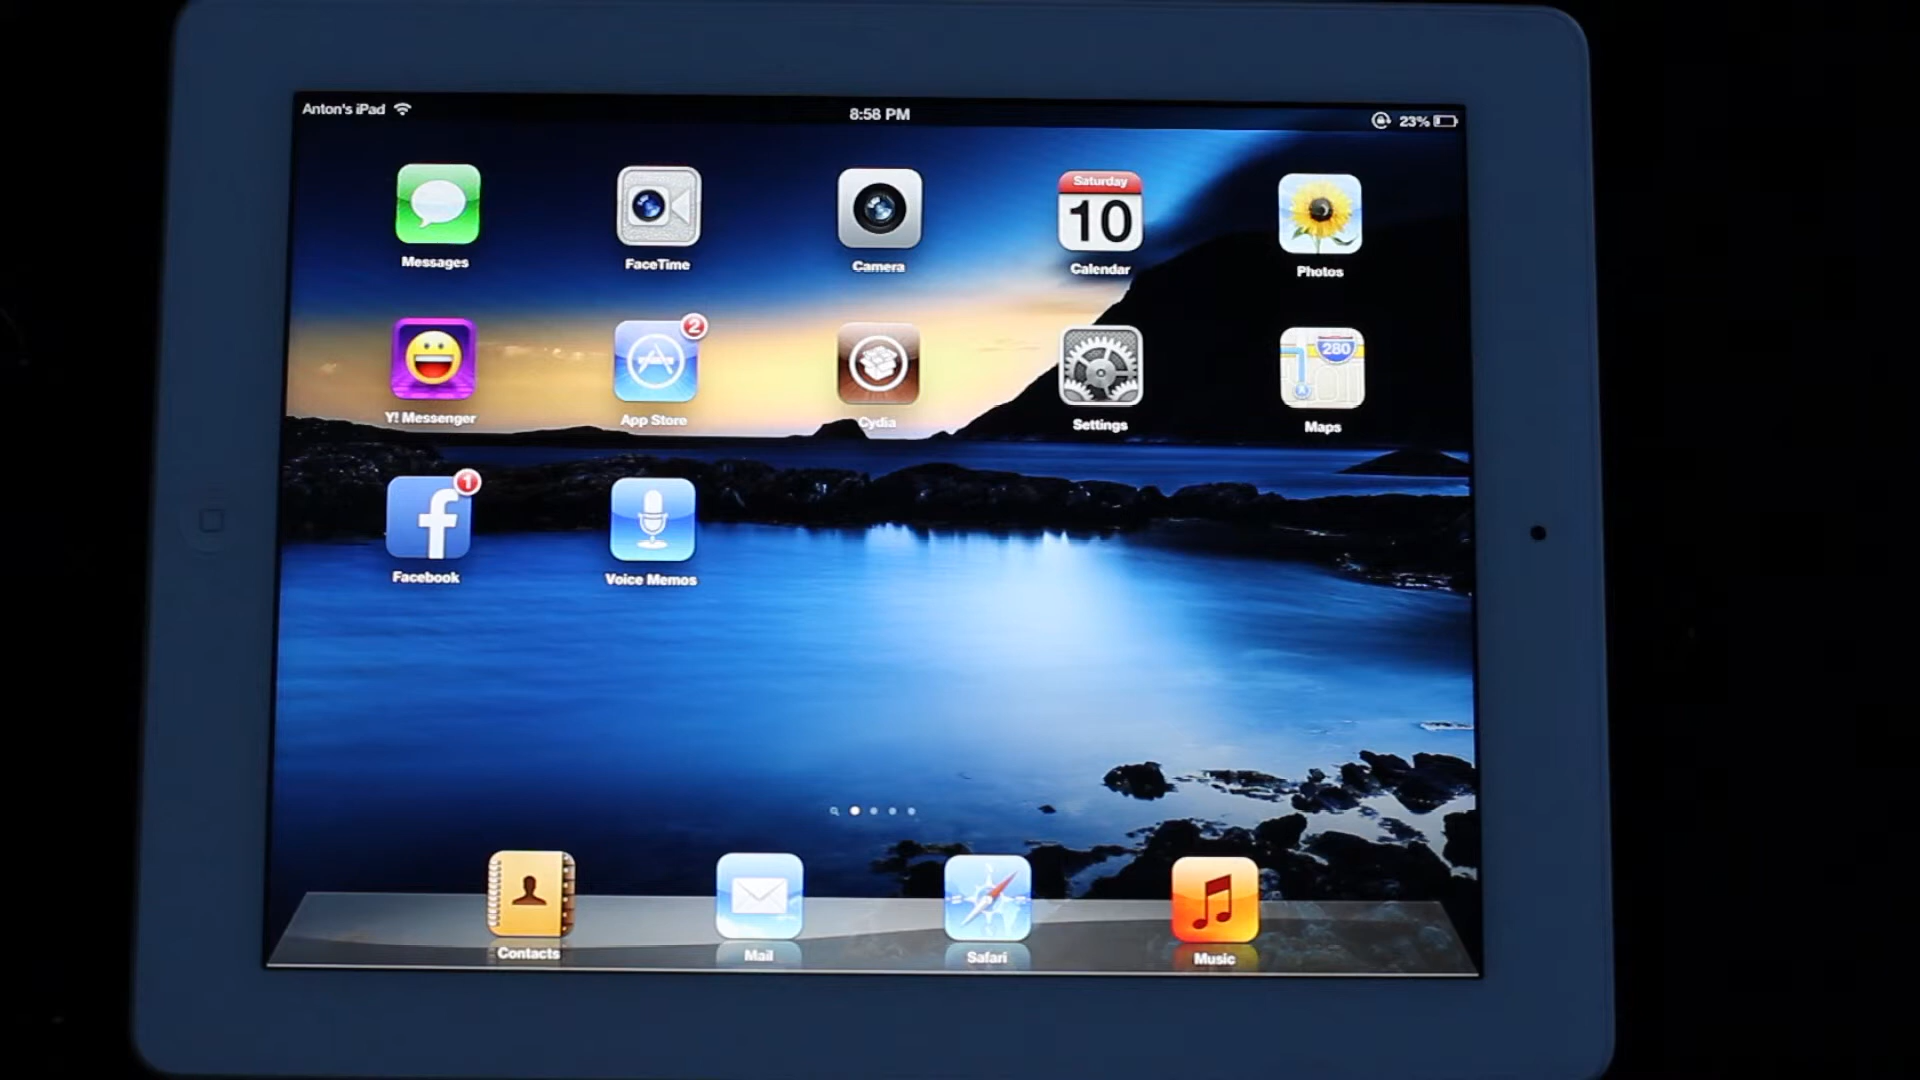 Anton's iPad
8:58 PM
23%
Messages
FaceTime
Camera
Saturday
10
Calendar
Photos
Y! Messenger
2
App Store
Cydia
Settings
280
Maps
1
Facebook
Voice Memos
Contacts
Mail
Safari
Music